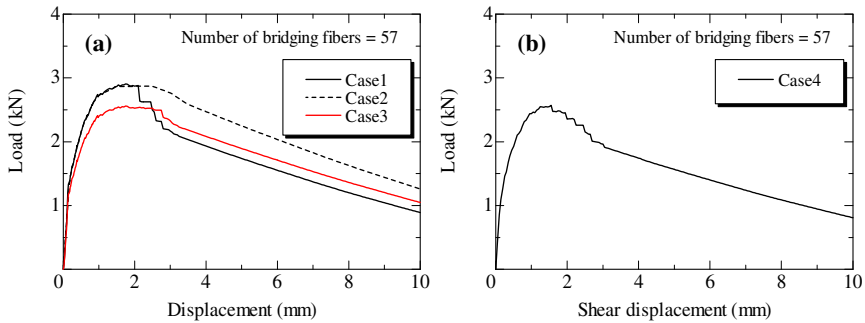 (a)
Number of bridging fibers = 57
Case1
Case2
Case3
Load (kN)
4
3
2
1
0
0 2 4 6 8 10
Displacement (mm)
(b)
Number of bridging fibers = 57
Case4
Load (kN)
4
3
2
1
0
0 2 4 6 8 10
Shear displacement (mm)